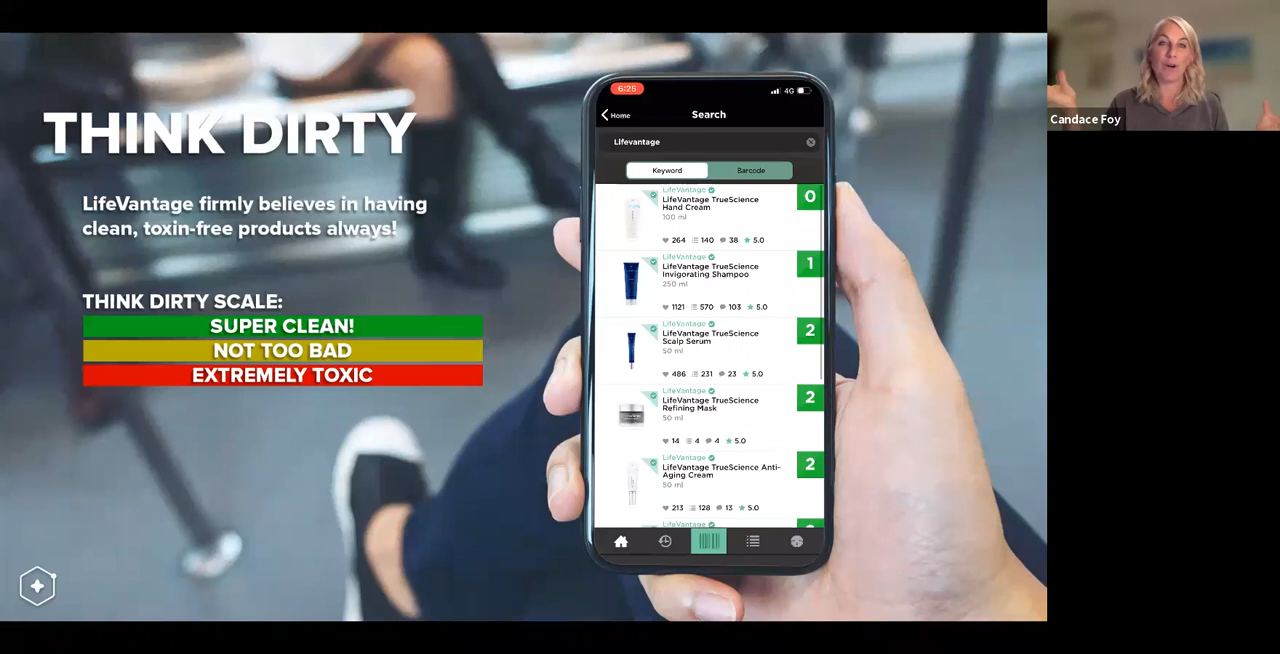 THINK DIRTY
LifeVantage firmly believes in having
clean, toxin-free products always!
THINK DIRTY SCALE:
SUPER CLEAN!
NOT TOO BAD
EXTREMELY TOXIC
6:25
4G
Home
Search
LIfevantage
Keyword
Barcode
LifeVantage
LifeVantage TrueScience
Hand Cream
100 ml
264 140 38 5.0
0
LifeVantage
LifeVantage TrueScience
Invigorating Shampoo
250 ml
1121 570 103 5.0
1
LifeVantage
LifeVantage TrueScience
Scalp Serum
50 ml
486 231 23 5.0
2
LifeVantage
LifeVantage TrueScience
Refining Mask
50 ml
14 4 4 5.0
2
LifeVantage
LifeVantage TrueScience Anti-
Aging Cream
50 ml
213 128 13 5.0
2
LifeVantage
Candace Foy